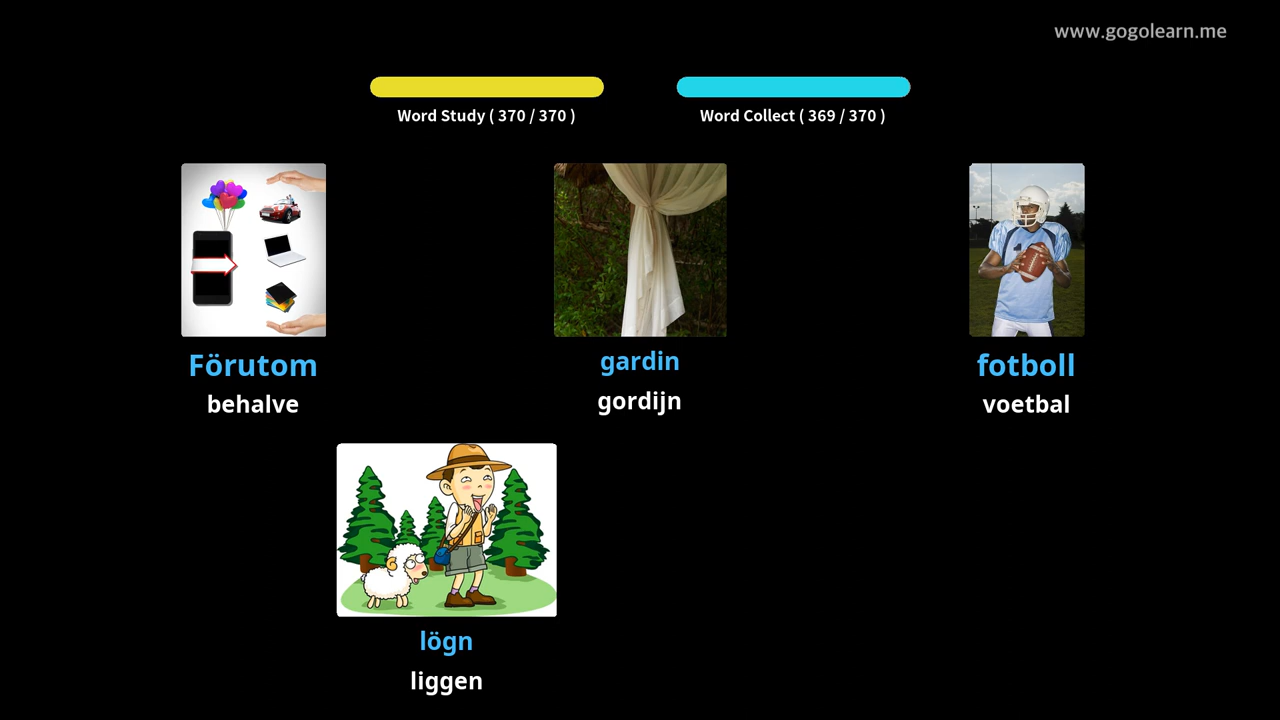 www.gogolearn.me
Word Study ( 370 / 370 )
Word Collect ( 369 / 370 )
Förutom
behalve
gardin
gordijn
fotboll
voetbal
lögn
liggen